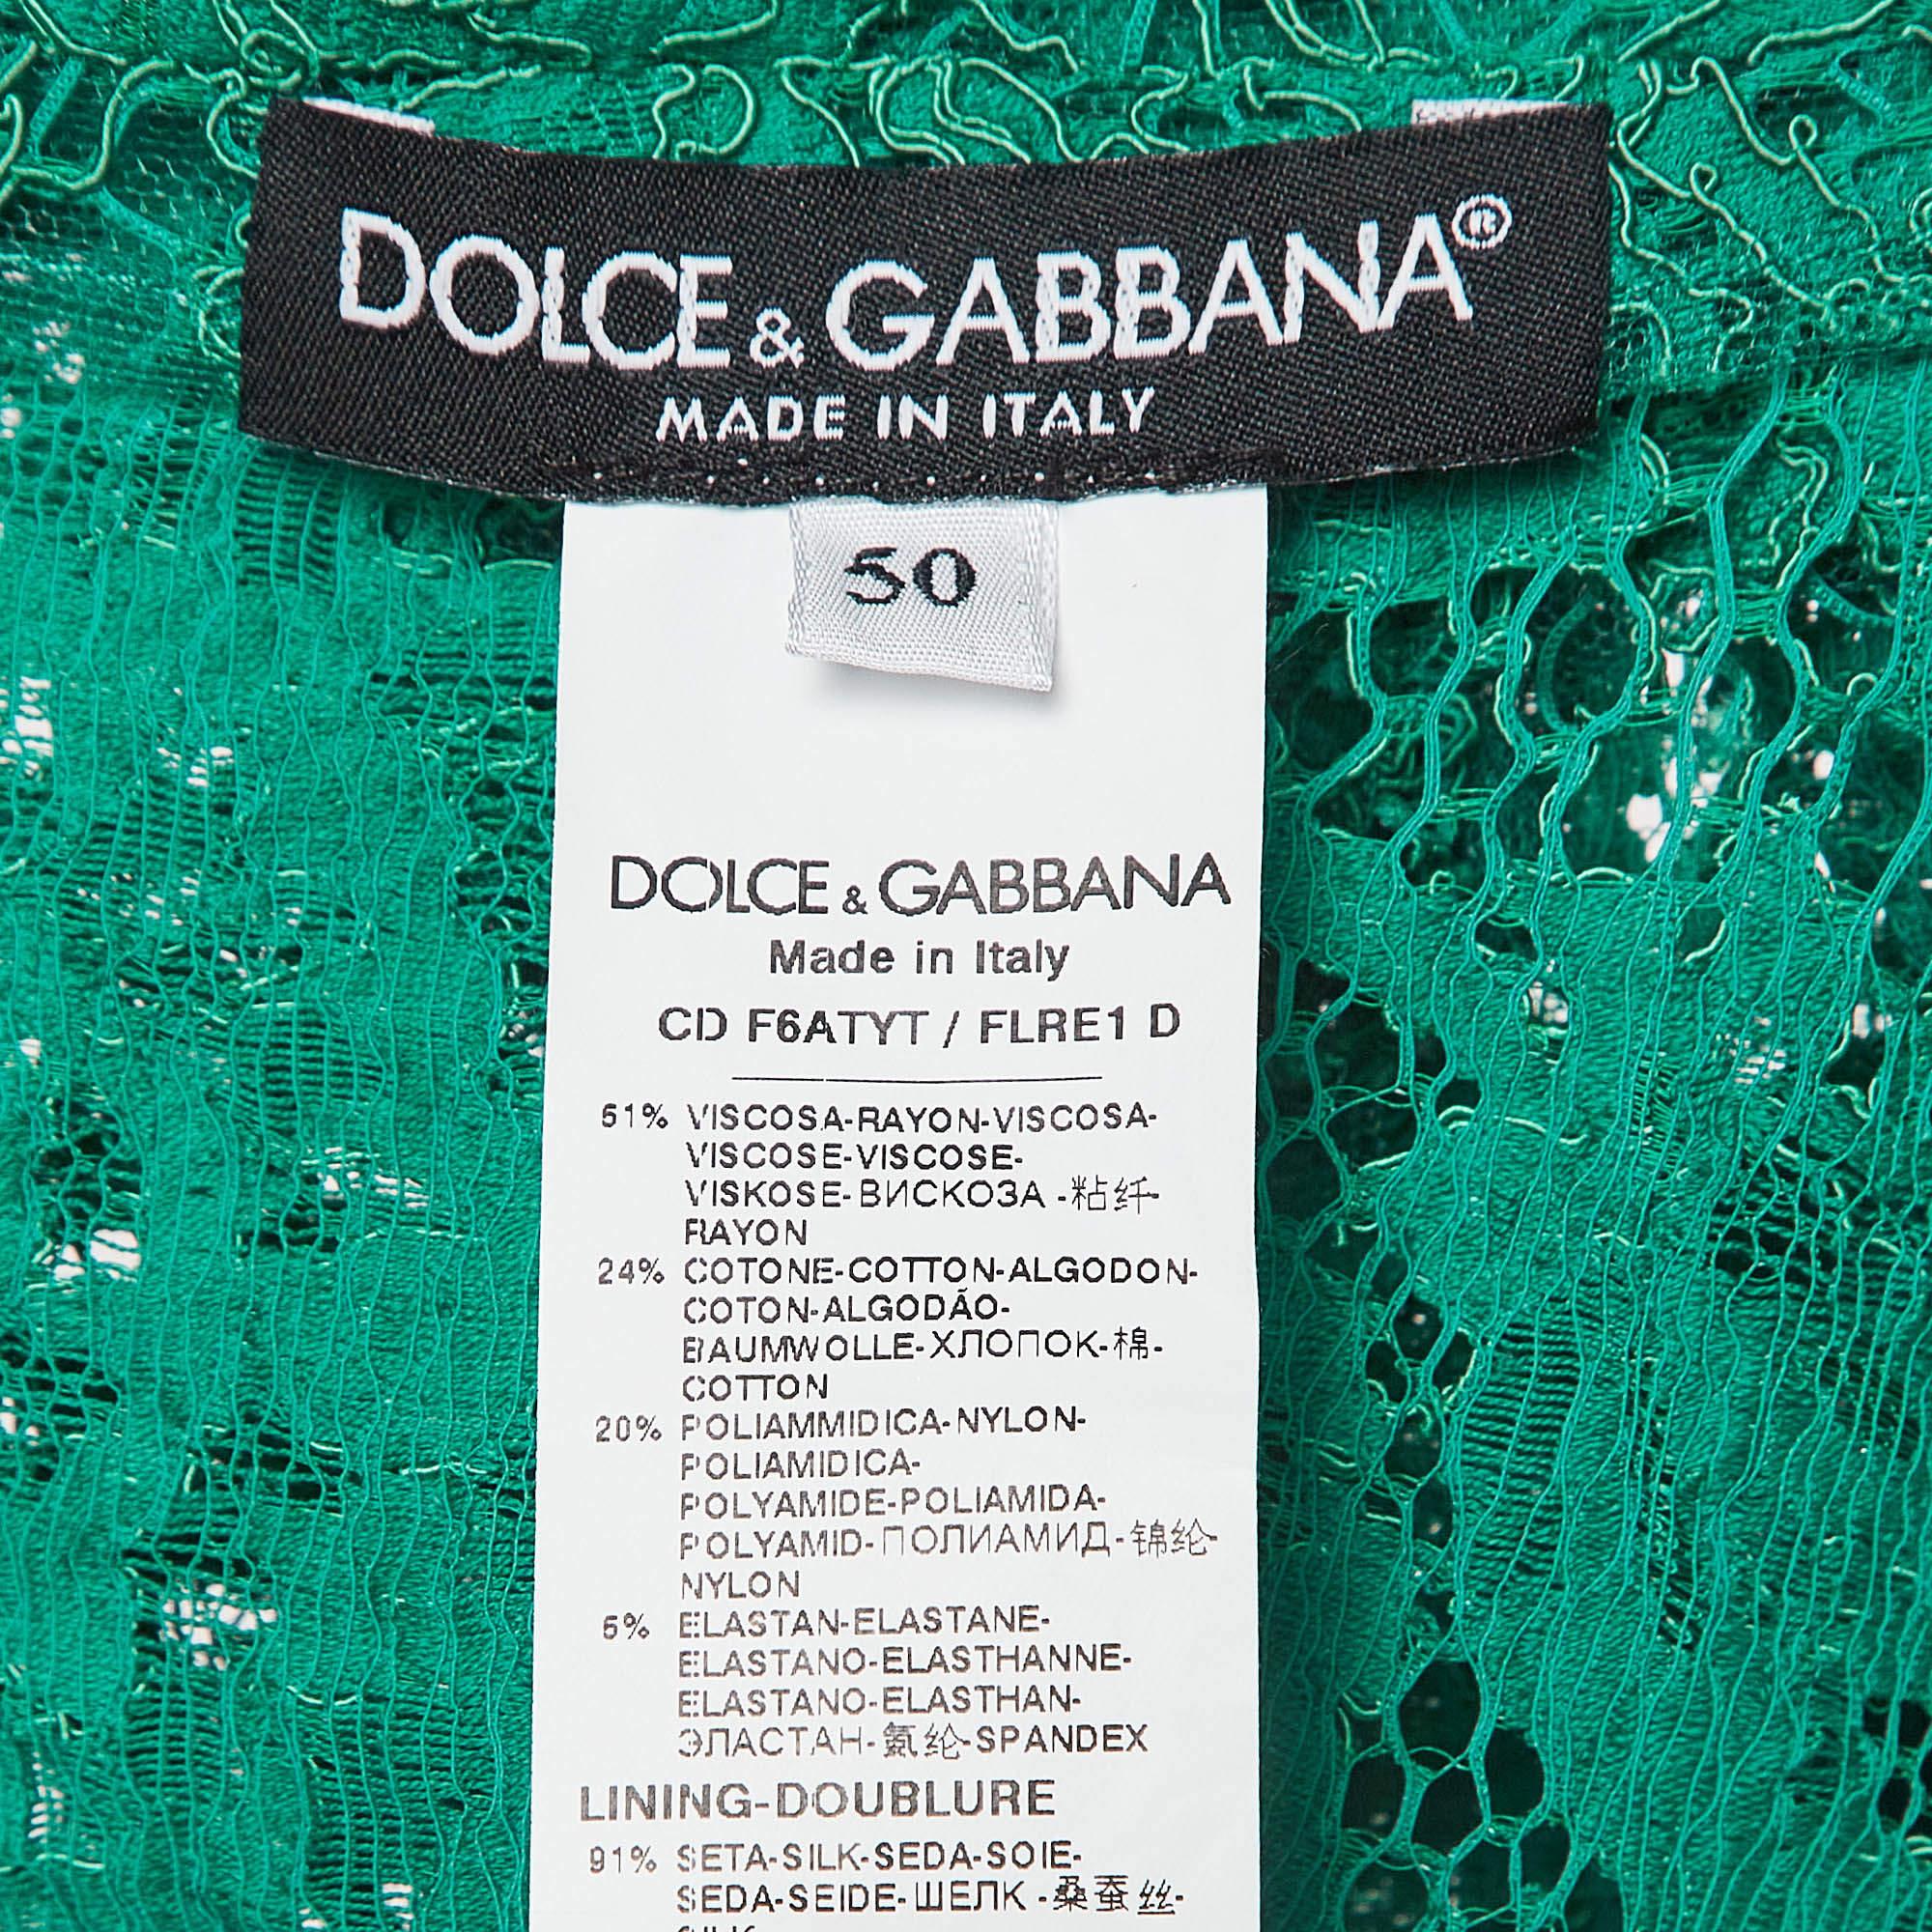 DOLCE & GABBANA®
MADE IN ITALY
50
DOLCE & GABBANA
Made in Italy
CD F6ATYT / FLRE1 D
51% VISCOSA-RAYON-VISCOSA-
VISCOSE-VISCOSE-
VISKOSE-ВИСКОЗА -粘纤-
RAYON
24% COTONE-COTTON-ALGODON-
COTON-ALGODÃO-
BAUMWOLLE-ХЛОПОК-棉-
COTTON
20% POLIAMMIDICA-NYLON-
POLIAMIDICA-
POLYAMIDE-POLIAMIDA-
POLYAMID-ПОЛИАМИД-锦纶-
NYLON
5% ELASTAN-ELASTANE-
ELASTANO-ELASTHANNE-
ELASTANO-ELASTHAN-
ЭЛАСТАН-氨纶-SPANDEX
LINING-DOUBLURE
91% SETA-SILK-SEDA-SOIE-
SEDA-SEIDE-ШЕЛК -桑蚕丝-